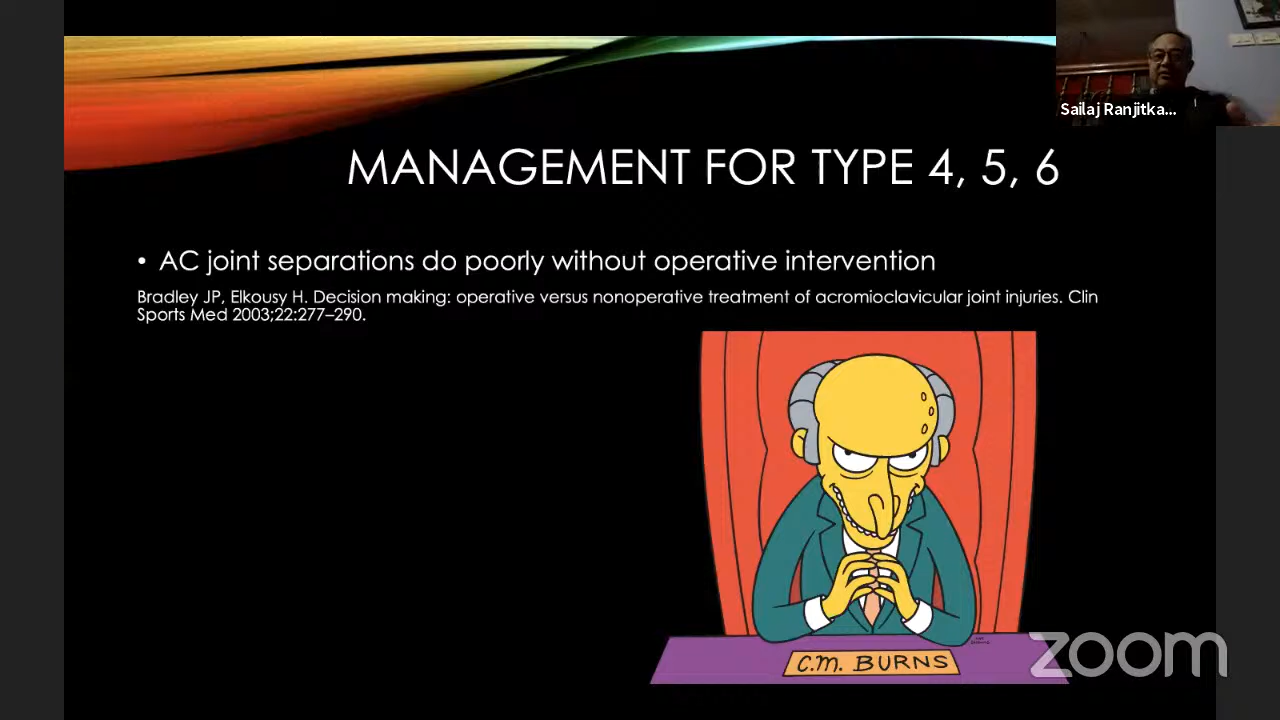 Sailaj Ranjitka...
MANAGEMENT FOR TYPE 4, 5, 6
• AC joint separations do poorly without operative intervention
Bradley JP, Elkousy H. Decision making: operative versus nonoperative treatment of acromioclavicular joint injuries. Clin
Sports Med 2003;22:277–290.
C.M. BURNS
zoom